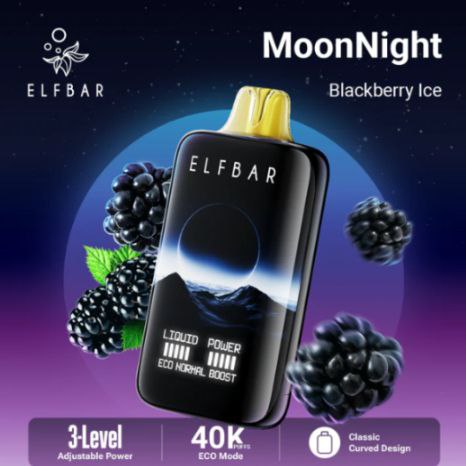 MoonNight
ELFBAR
Blackberry Ice
ELFBAR
LIQUID POWER
ECO NORMAL BOOST
3-Level
Adjustable Power
40K PUFFS
ECO Mode
Classic
Curved Design